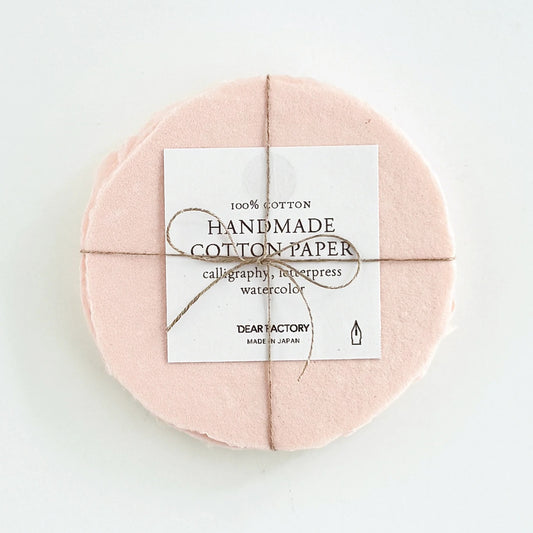 100% COTTON
HANDMADE
COTTON PAPER
calligraphy, letterpress
watercolor
DEAR FACTORY
MADE IN JAPAN